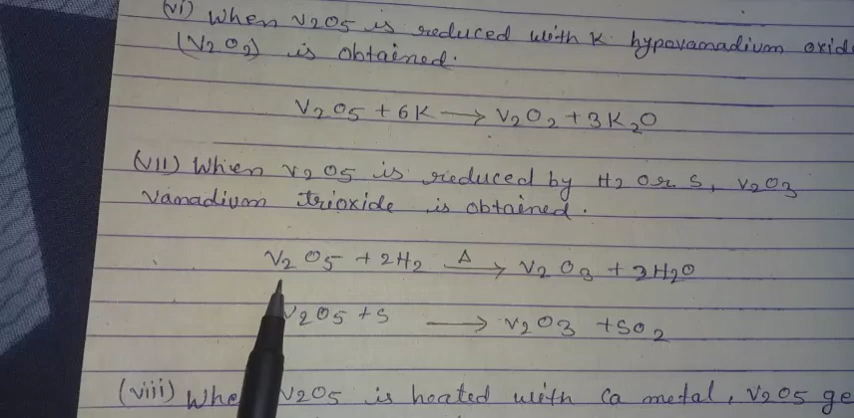 (vi) When V2O5 is reduced with K hypovanadium oxide
(V2O2) is obtained.
V2O5 + 6K → V2O2 + 3K2O
(VII) When V2O5 is reduced by H2 or S, V2O3
vanadium trioxide is obtained.
V2O5 + 2H2 Δ→ V2O3 + 2H2O
V2O5 + S → V2O3 + SO2
(viii) Whe V2O5 is heated with Ca metal, V2O5 ge